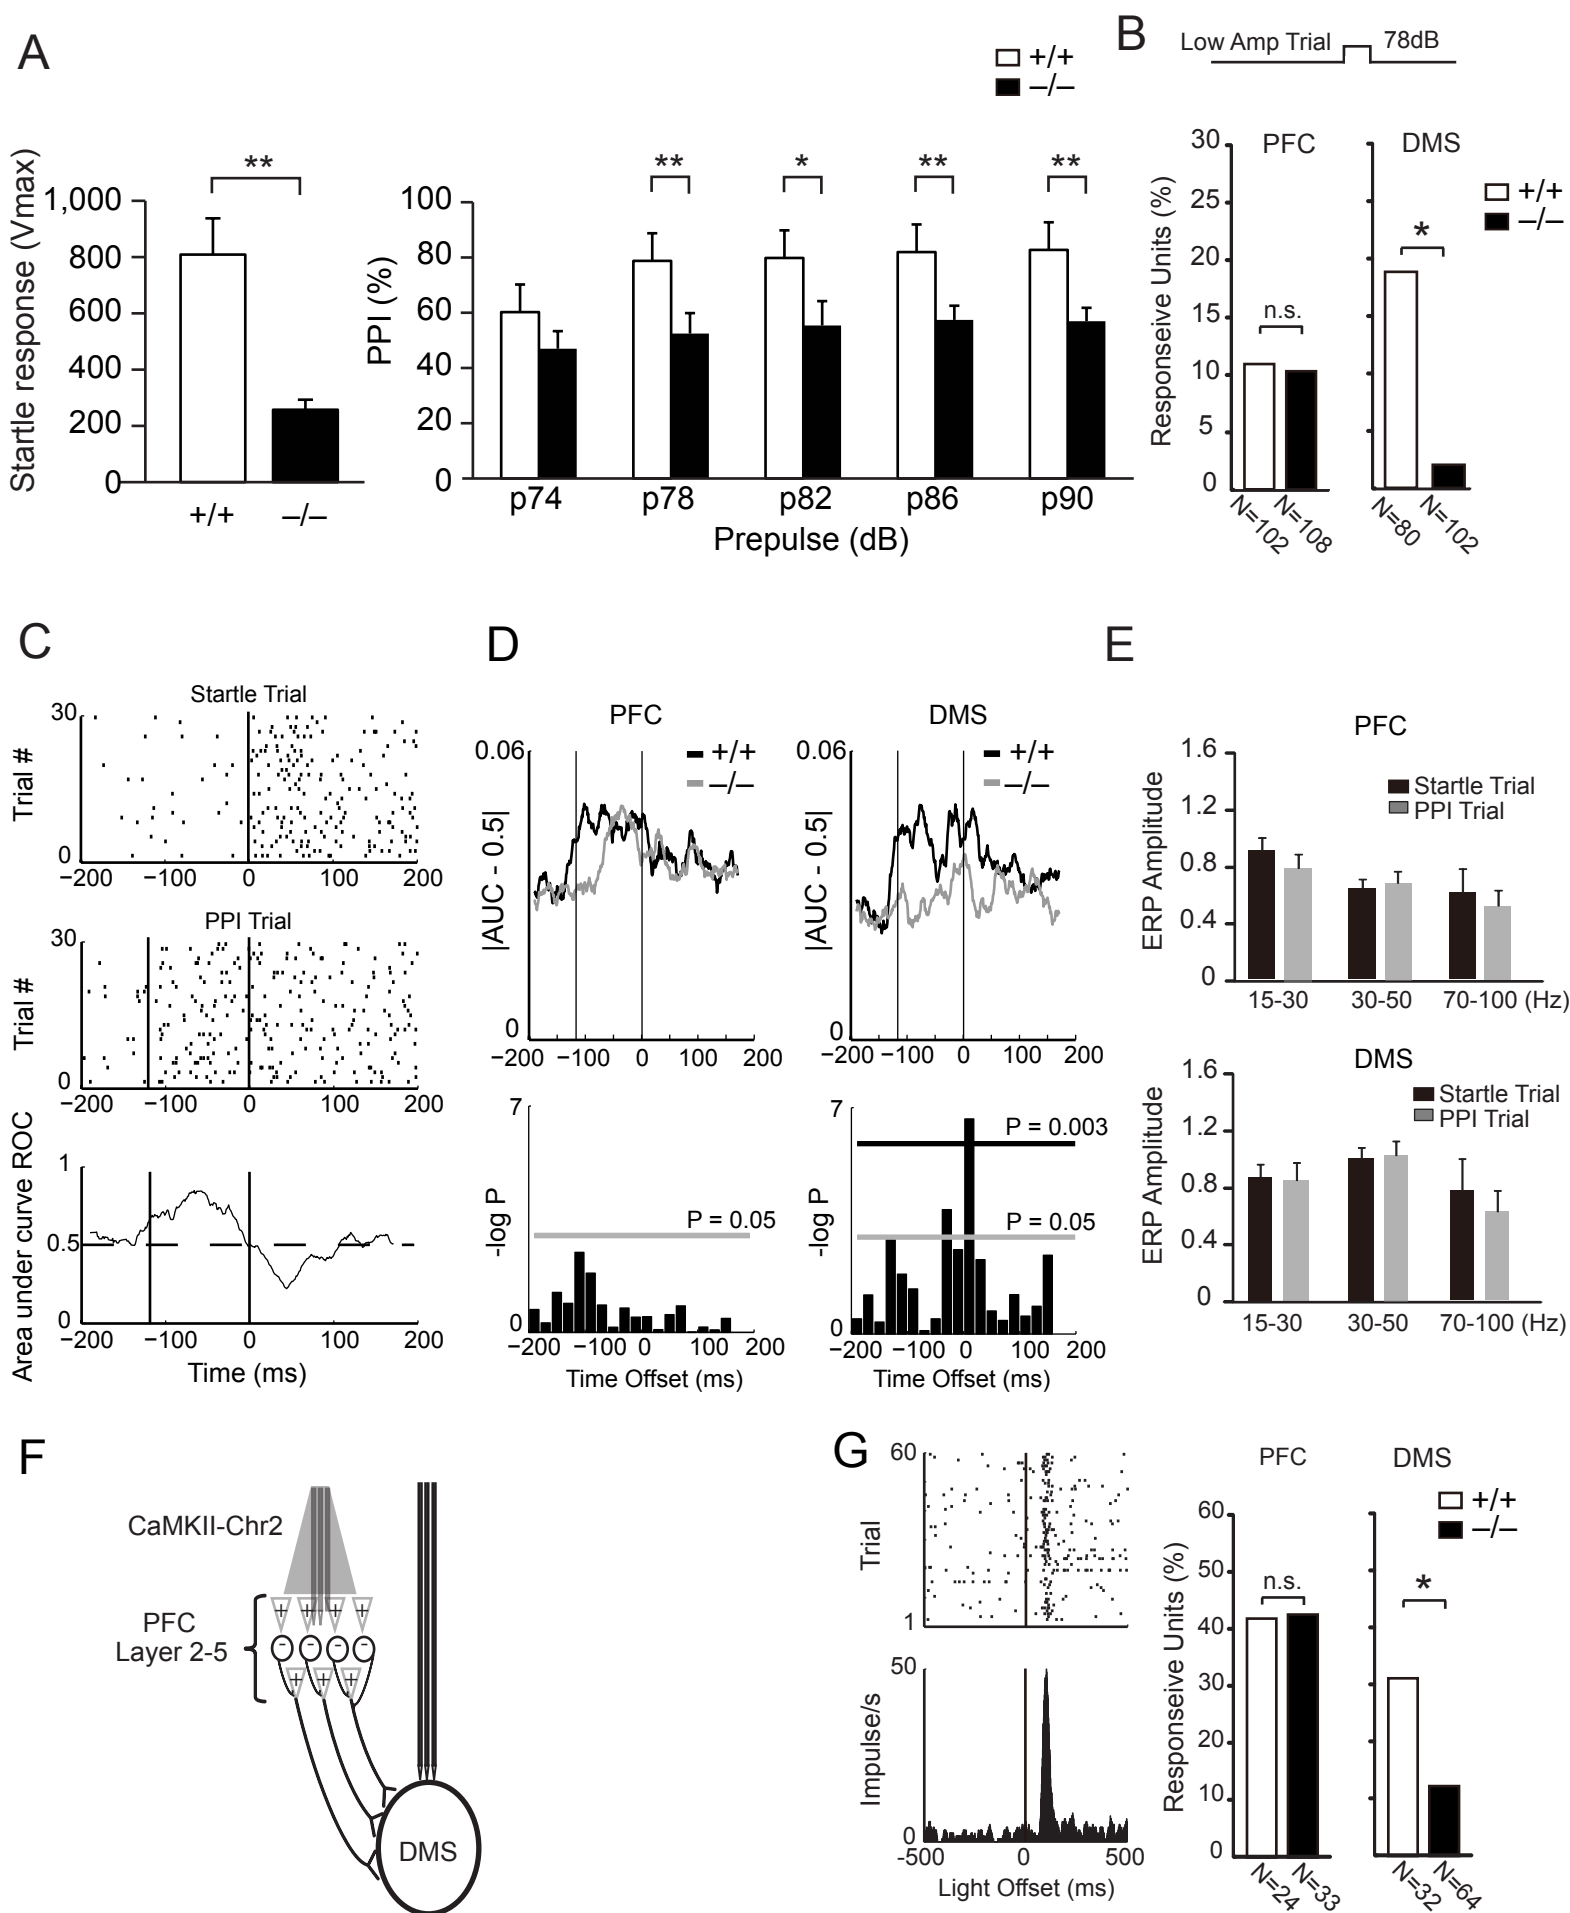 A
+/+
–/–
Startle response (Vmax)
1,000
800
600
400
200
0
**
+/+
–/–
PPI (%)
100
80
60
40
20
0
**
*
**
**
p74
p78
p82
p86
p90
Prepulse (dB)
B
Low Amp Trial
78dB
Responseive Units (%)
30
25
20
15
10
5
0
PFC
DMS
+/+
–/–
n.s.
*
N=102
N=108
N=80
N=102
C
Startle Trial
Trial #
30
0
−200
−100
0
100
200
PPI Trial
Trial #
30
0
−200
−100
0
100
200
Area under curve ROC
1
0.5
0
−200
−100
0
100
200
Time (ms)
D
PFC
|AUC - 0.5|
0.06
0
+/+
–/–
−200
−100
0
100
200
DMS
|AUC - 0.5|
0.06
0
+/+
–/–
−200
−100
0
100
200
-log P
7
0
P = 0.05
−200
−100
0
100
200
Time Offset (ms)
-log P
7
0
P = 0.003
P = 0.05
−200
−100
0
100
200
Time Offset (ms)
E
PFC
ERP Amplitude
1.6
1.2
0.8
0.4
0
Startle Trial
PPI Trial
15-30
30-50
70-100 (Hz)
DMS
ERP Amplitude
1.6
1.2
0.8
0.4
0
Startle Trial
PPI Trial
15-30
30-50
70-100 (Hz)
F
CaMKII-Chr2
PFC
Layer 2-5
+ + + +
- - - -
+ + +
DMS
G
Trial
60
1
Impulse/s
50
0
-500
0
500
Light Offset (ms)
PFC
DMS
+/+
–/–
Responseive Units (%)
60
50
40
30
20
10
0
n.s.
*
N=24
N=33
N=32
N=64